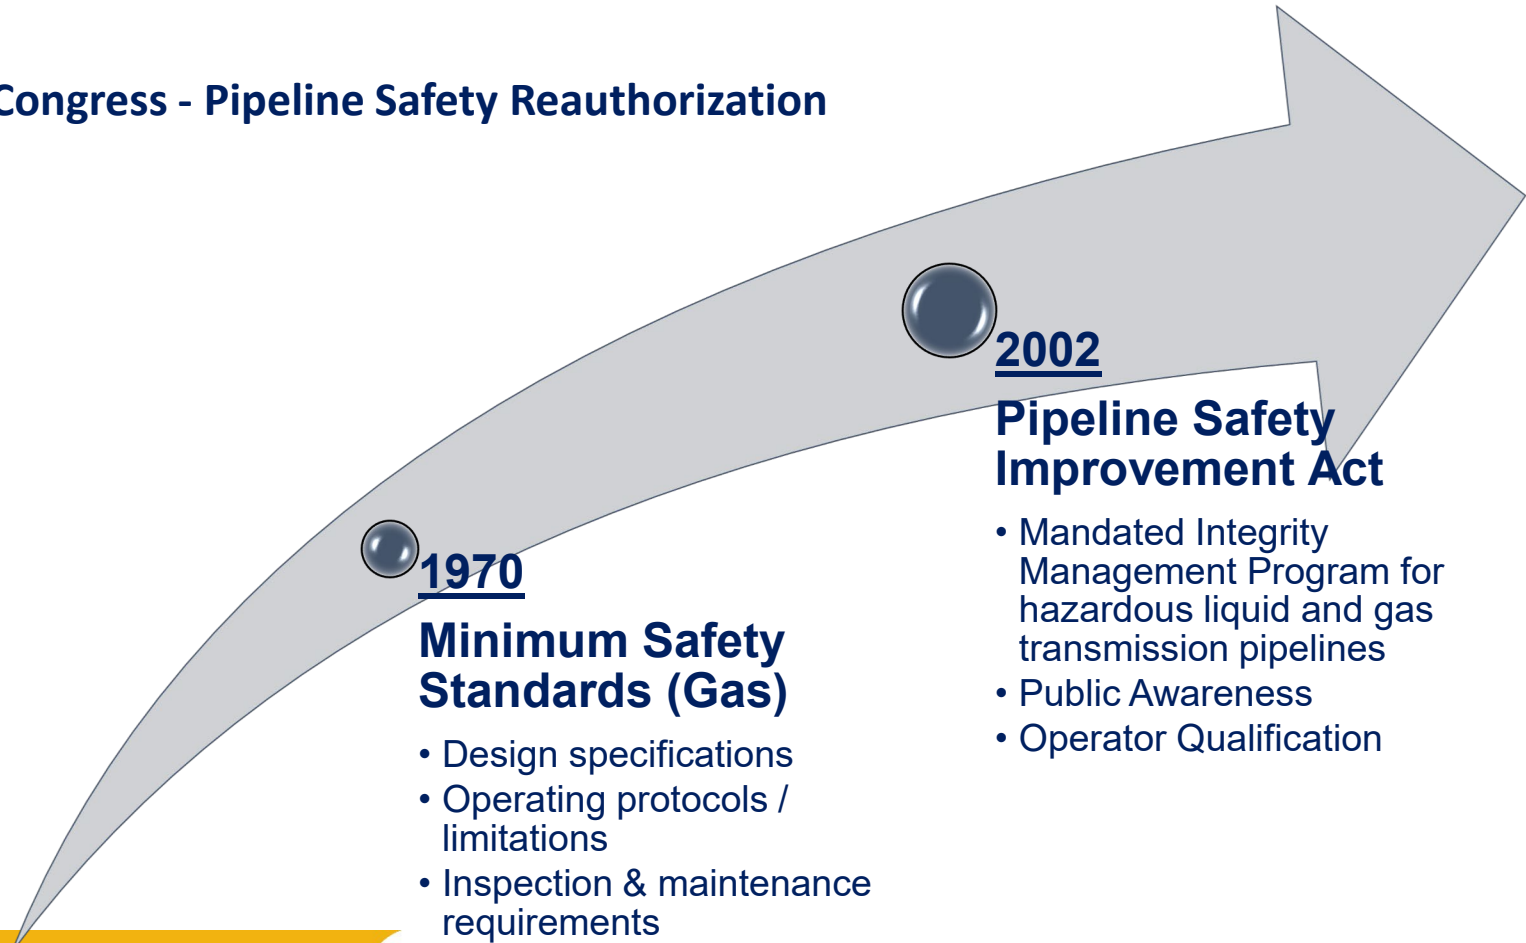 Congress - Pipeline Safety Reauthorization
1970
Minimum Safety
Standards (Gas)
• Design specifications
• Operating protocols /
limitations
• Inspection & maintenance
requirements
2002
Pipeline Safety
Improvement Act
• Mandated Integrity
Management Program for
hazardous liquid and gas
transmission pipelines
• Public Awareness
• Operator Qualification